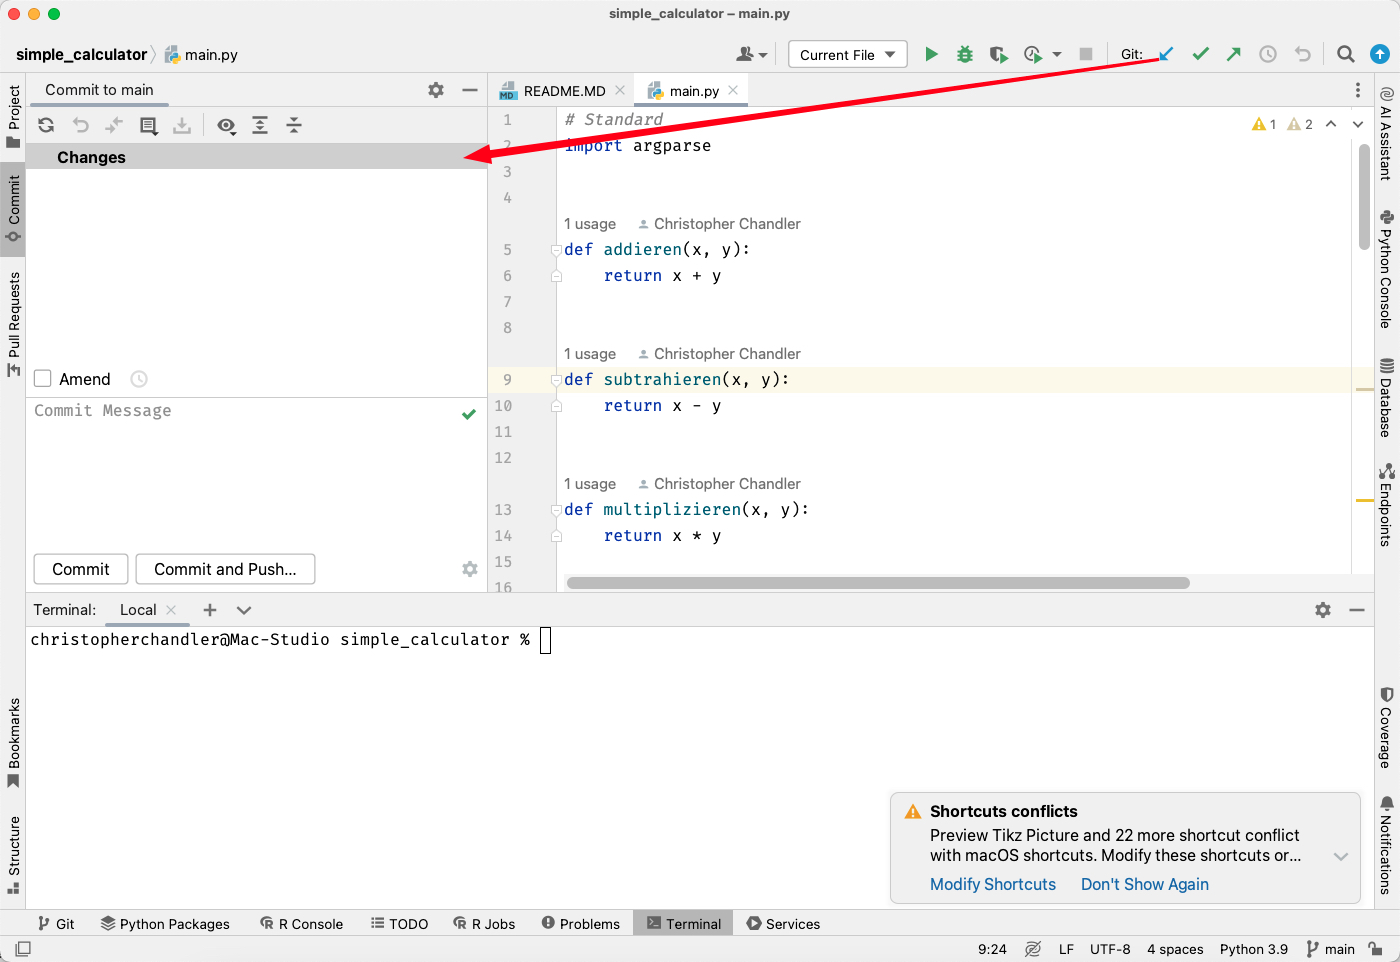 simple_calculator – main.py
simple_calculator
main.py
Current File
Git:
Project
Commit
Pull Requests
Bookmarks
Structure
Commit to main
Changes
Amend
Commit Message
Commit
Commit and Push...
MD README.MD
main.py
1 # Standard
2 import argparse
3
4
1 usage Christopher Chandler
5 def addieren(x, y):
6 return x + y
7
8
1 usage Christopher Chandler
9 def subtrahieren(x, y):
10 return x - y
11
12
1 usage Christopher Chandler
13 def multiplizieren(x, y):
14 return x * y
15
16
1 2
AI Assistant
Python Console
Database
Endpoints
Coverage
Notifications
Terminal:
Local
christopherchandler@Mac-Studio simple_calculator %
Shortcuts conflicts
Preview Tikz Picture and 22 more shortcut conflict
with macOS shortcuts. Modify these shortcuts or...
Modify Shortcuts Don't Show Again
Git Python Packages R Console TODO R Jobs Problems Terminal Services
9:24 LF UTF-8 4 spaces Python 3.9 main